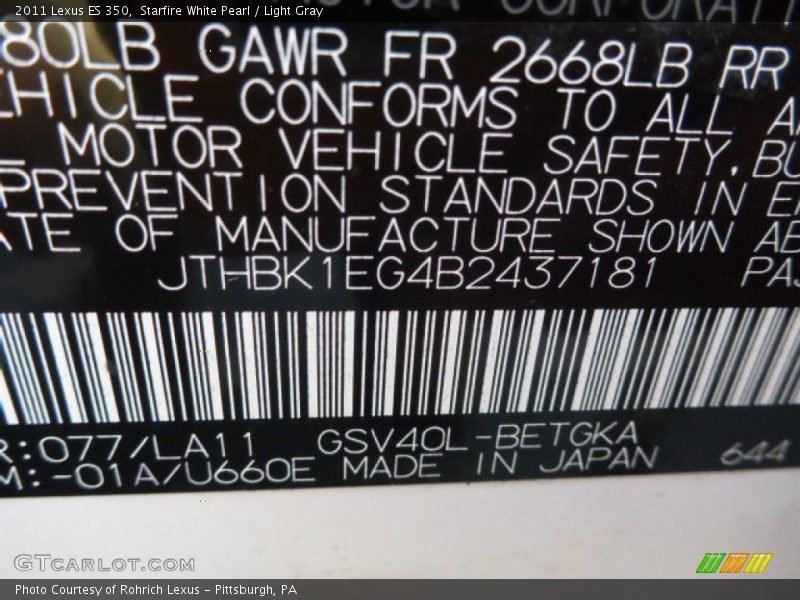 2011 Lexus ES 350, Starfire White Pearl / Light Gray
80LB GAWR FR 2668LB RR
EHICLE CONFORMS TO ALL A
MOTOR VEHICLE SAFETY, BU
PREVENTION STANDARDS IN E
ATE OF MANUFACTURE SHOWN AB
JTHBK1EG4B2437181 PAS
R:077/LA11 GSV40L-BETGKA
M:-01A/U660E MADE IN JAPAN 644
GTCARLOT.COM
Photo Courtesy of Rohrich Lexus – Pittsburgh, PA